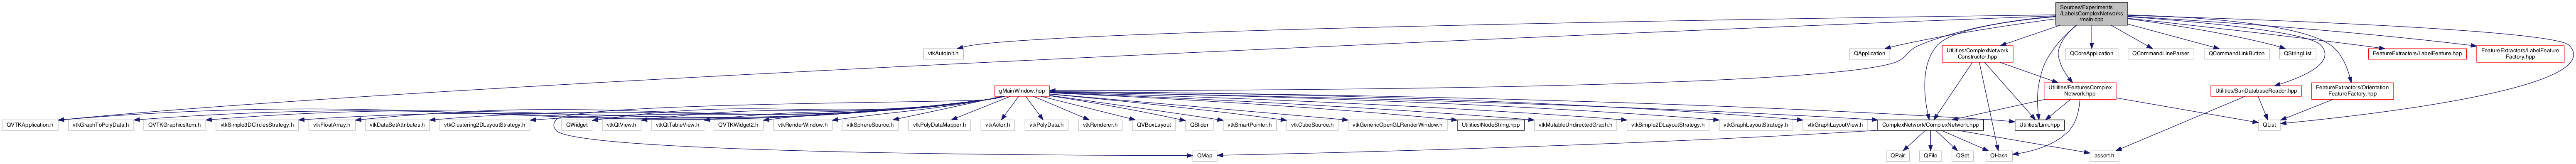 Sources/Experiments
/LabelsComplexNetworks
/main.cpp
vtkAutoInit.h
QApplication
Utilities/ComplexNetwork
Constructor.hpp
QCoreApplication
QCommandLineParser
QCommandLinkButton
QStringList
FeatureExtractors/LabelFeature.hpp
FeatureExtractors/LabelFeature
Factory.hpp
gMainWindow.hpp
Utilities/FeaturesComplex
Network.hpp
Utilities/SunDatabaseReader.hpp
FeatureExtractors/Orientation
FeatureFactory.hpp
QVTKApplication.h
vtkGraphToPolyData.h
QVTKGraphicsItem.h
vtkSimple3DCirclesStrategy.h
vtkFloatArray.h
vtkDataSetAttributes.h
vtkClustering2DLayoutStrategy.h
QWidget
vtkQtView.h
vtkQtTableView.h
QVTKWidget2.h
vtkRenderWindow.h
vtkSphereSource.h
vtkPolyDataMapper.h
vtkActor.h
vtkPolyData.h
vtkRenderer.h
QVBoxLayout
QSlider
vtkSmartPointer.h
vtkCubeSource.h
vtkGenericOpenGLRenderWindow.h
Utilities/NodeString.hpp
vtkMutableUndirectedGraph.h
vtkSimple2DLayoutStrategy.h
vtkGraphLayoutStrategy.h
vtkGraphLayoutView.h
ComplexNetwork/ComplexNetwork.hpp
Utilities/Link.hpp
QList
QMap
QPair
QFile
QSet
QHash
assert.h